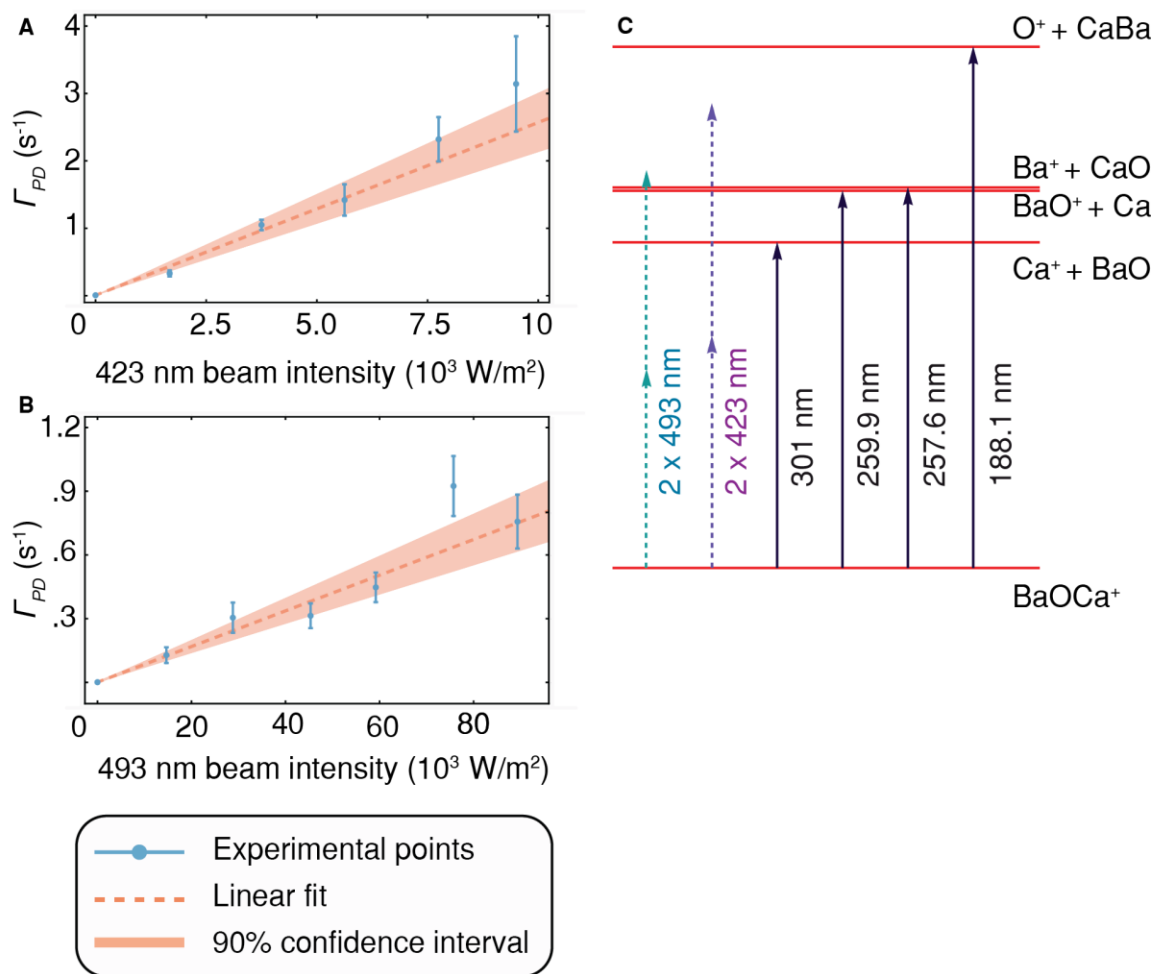 A
4
3
2
1
Γ_PD (s⁻¹)
0 2.5 5.0 7.5 10
423 nm beam intensity (10³ W/m²)
B
1.2
.9
.6
.3
Γ_PD (s⁻¹)
0 20 40 60 80
493 nm beam intensity (10³ W/m²)
Experimental points
Linear fit
90% confidence interval
C
O⁺ + CaBa
Ba⁺ + CaO
BaO⁺ + Ca
Ca⁺ + BaO
2 x 493 nm
2 x 423 nm
301 nm
259.9 nm
257.6 nm
188.1 nm
BaOCa⁺